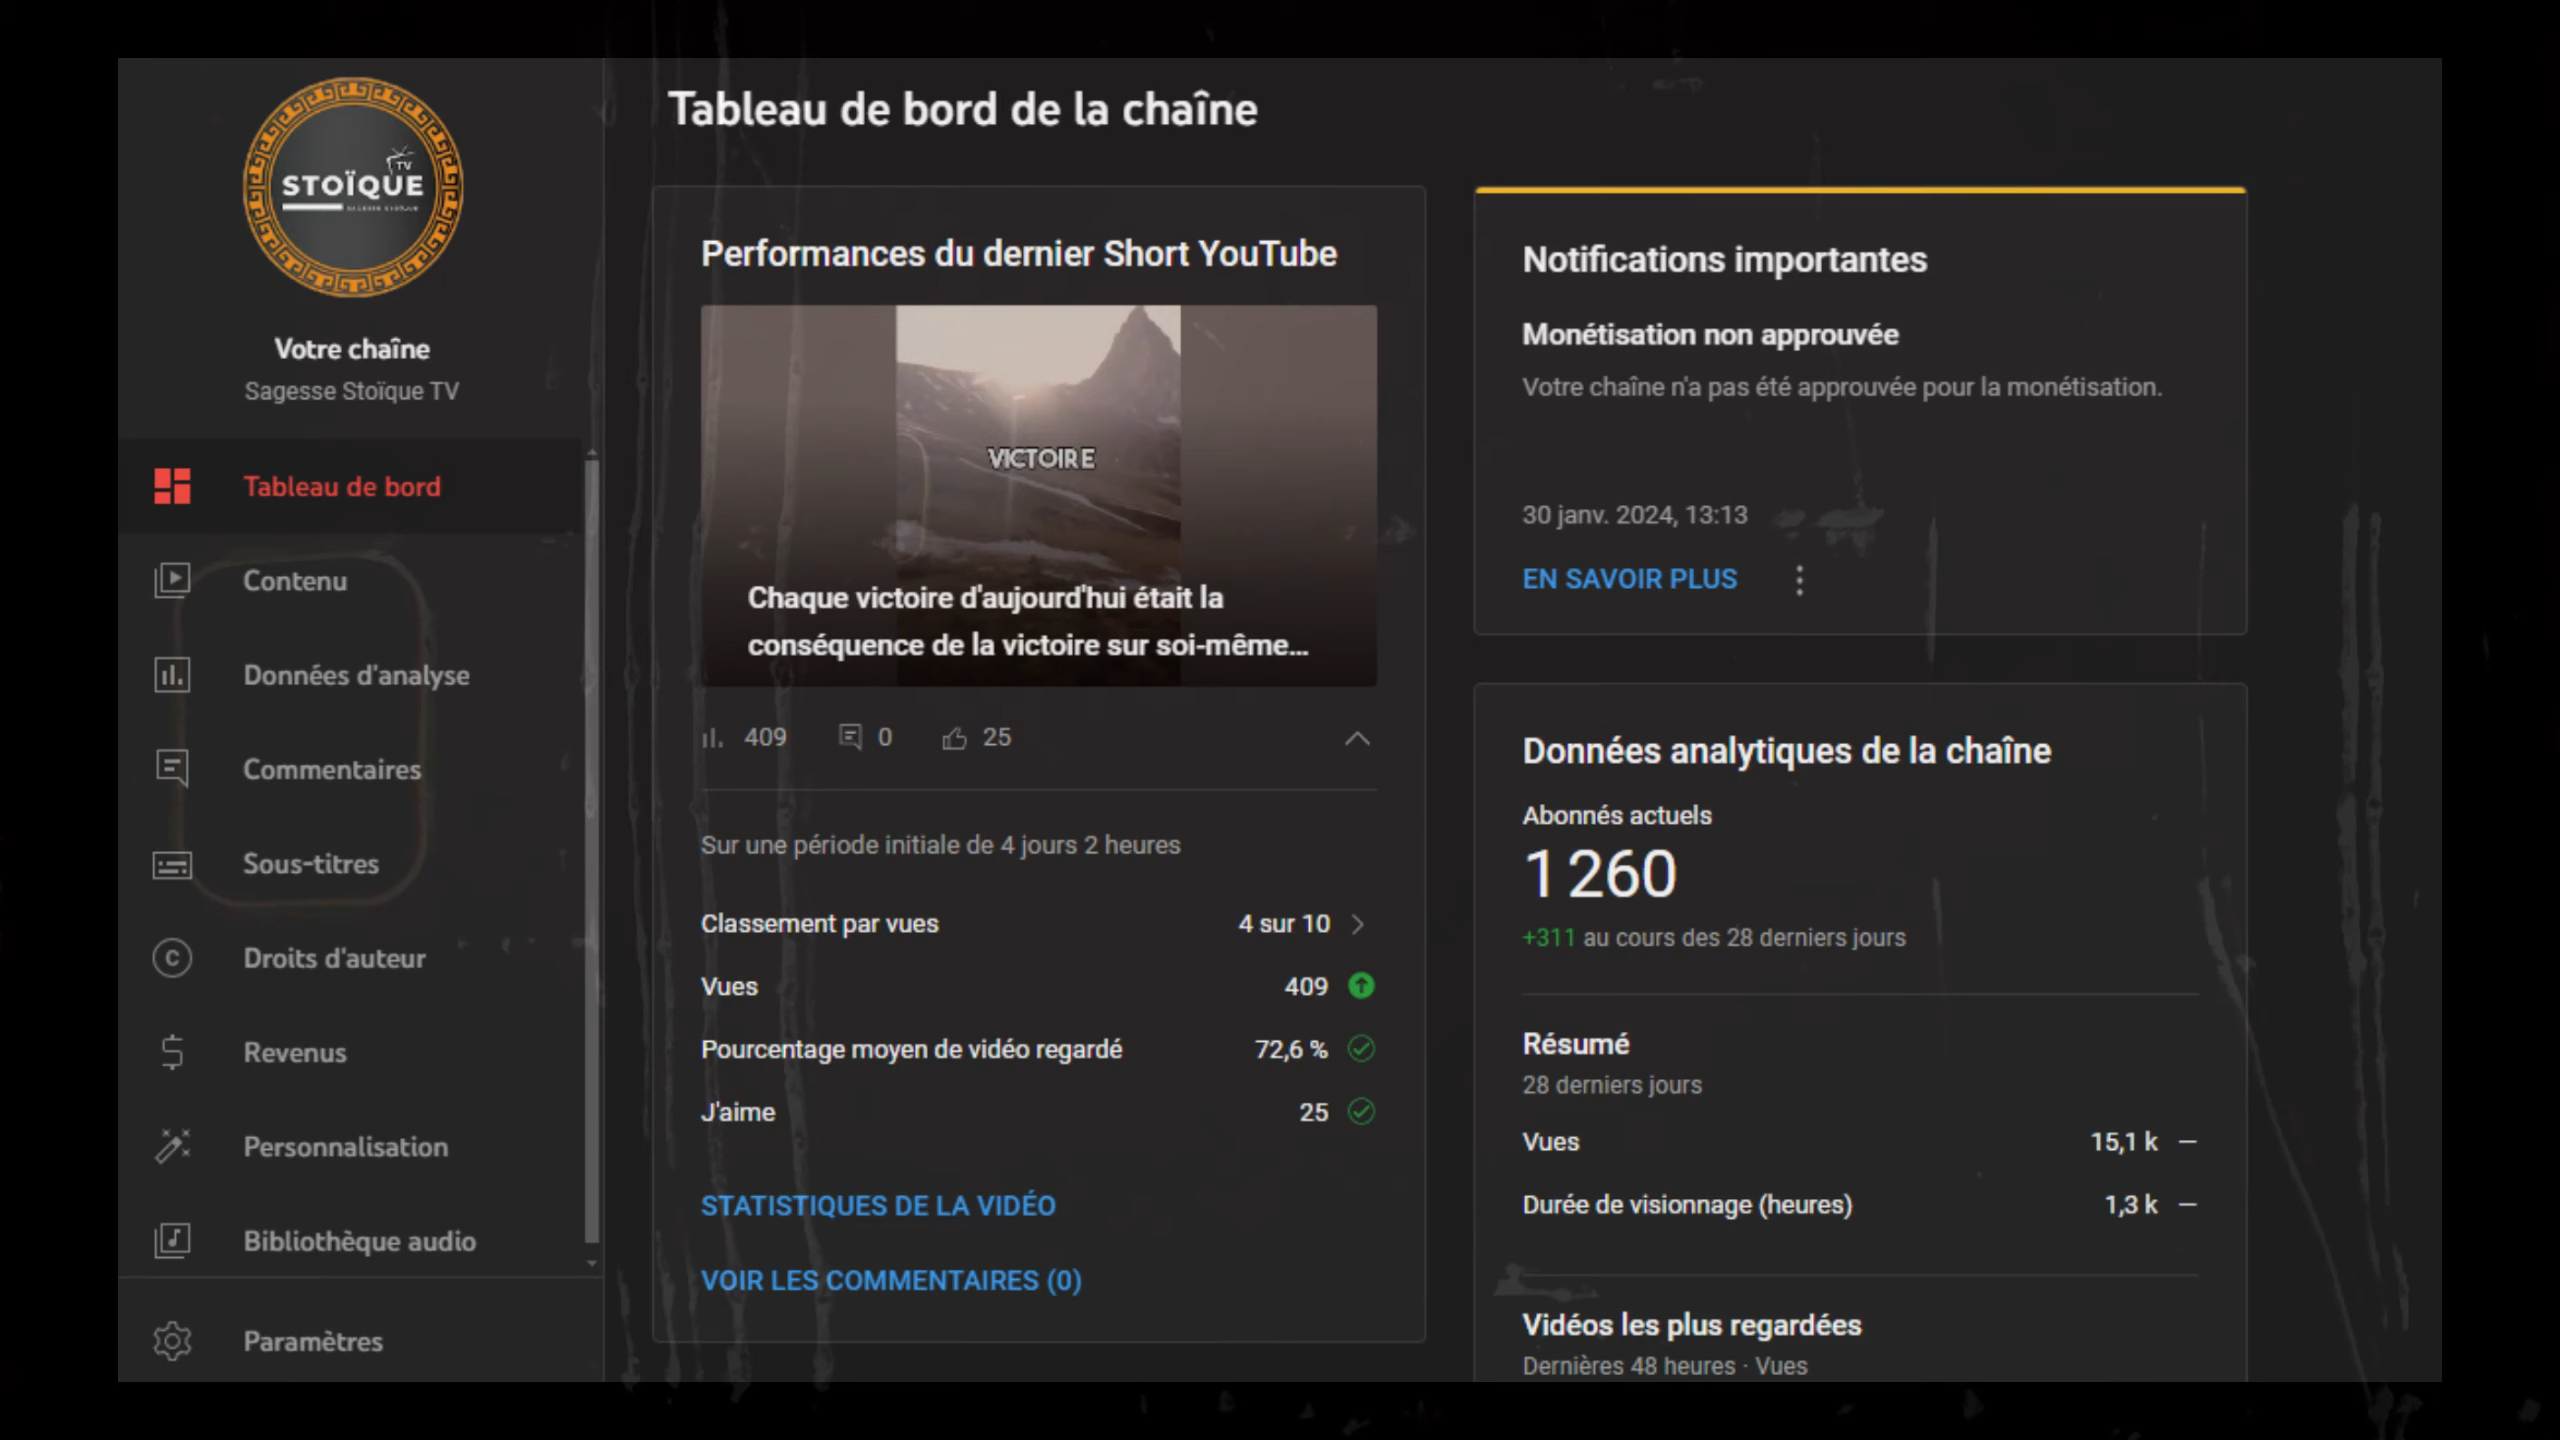 TV
STOÏQUE
Votre chaîne
Sagesse Stoïque TV
Tableau de bord
Contenu
Données d'analyse
Commentaires
Sous-titres
Droits d'auteur
Revenus
Personnalisation
Bibliothèque audio
Paramètres
Tableau de bord de la chaîne
Performances du dernier Short YouTube
VICTOIRE
Chaque victoire d'aujourd'hui était la
conséquence de la victoire sur soi-même...
409 0 25
Sur une période initiale de 4 jours 2 heures
Classement par vues 4 sur 10
Vues 409
Pourcentage moyen de vidéo regardé 72,6 %
J'aime 25
STATISTIQUES DE LA VIDÉO
VOIR LES COMMENTAIRES (0)
Notifications importantes
Monétisation non approuvée
Votre chaîne n'a pas été approuvée pour la monétisation.
30 janv. 2024, 13:13
EN SAVOIR PLUS
Données analytiques de la chaîne
Abonnés actuels
1 260
+311 au cours des 28 derniers jours
Résumé
28 derniers jours
Vues 15,1 k —
Durée de visionnage (heures) 1,3 k —
Vidéos les plus regardées
Dernières 48 heures · Vues